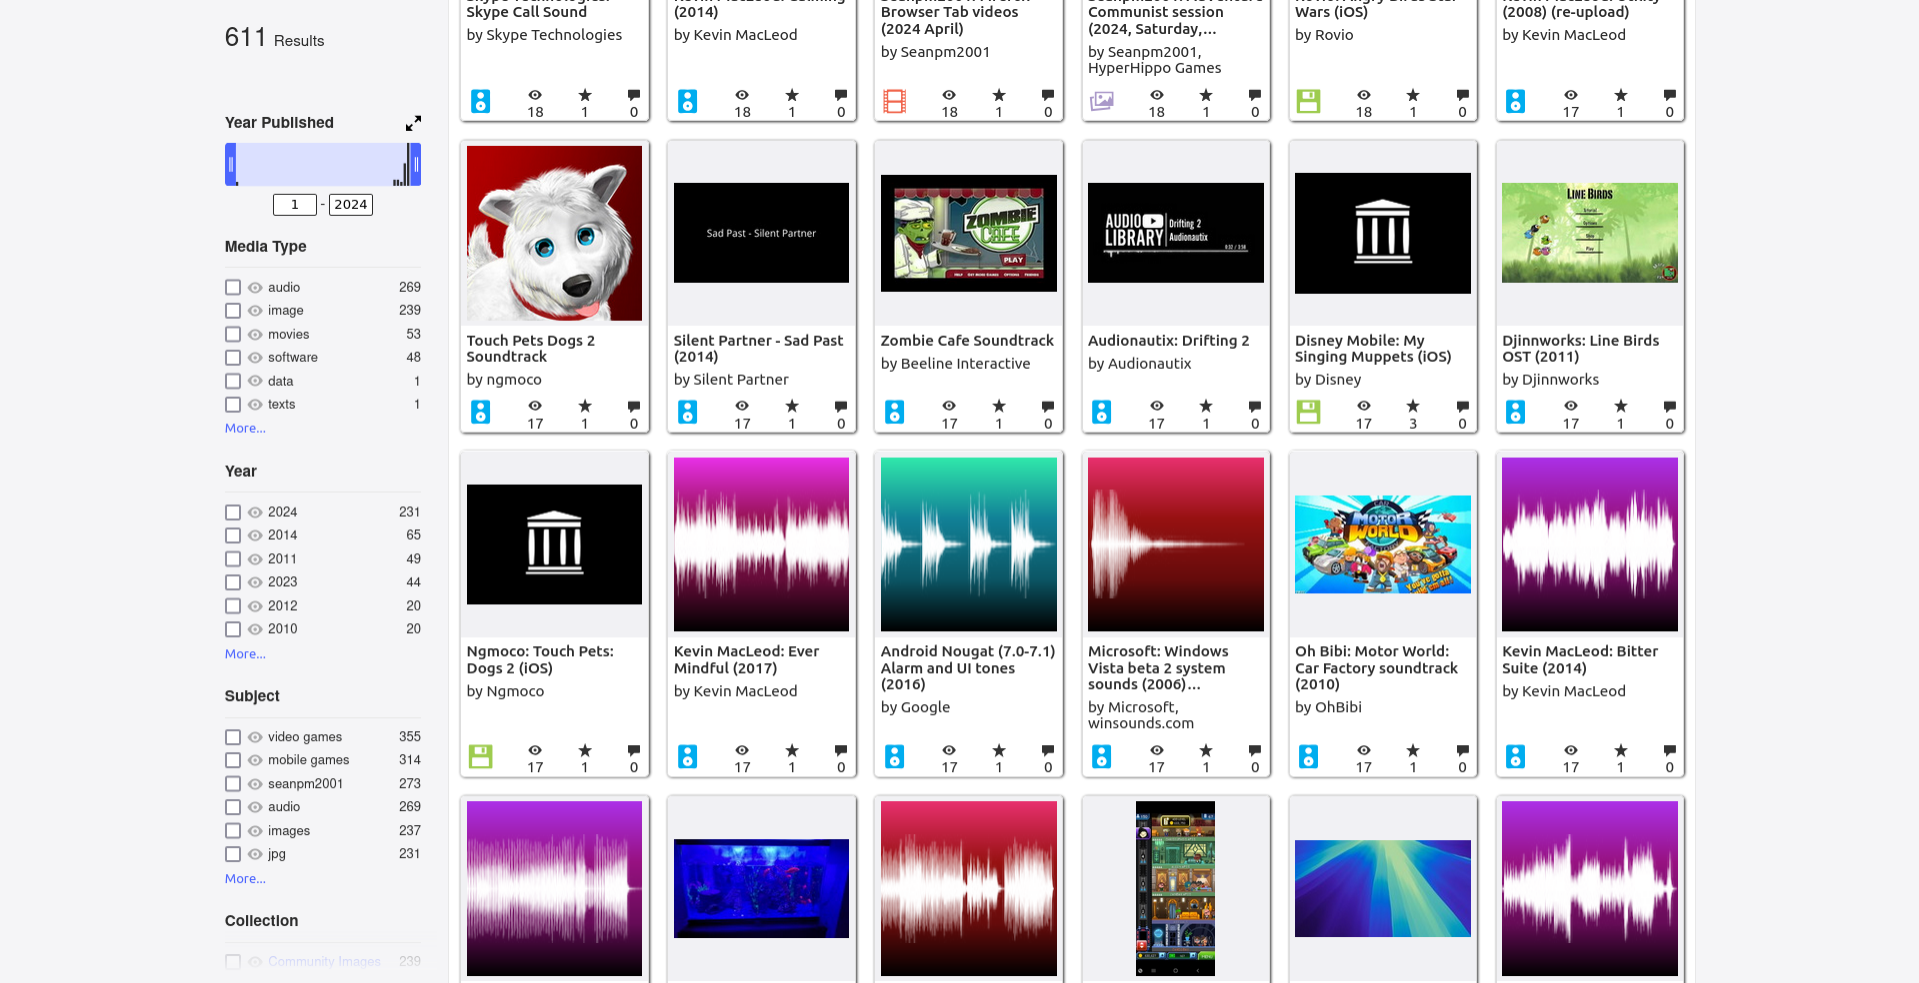 611 Results
Year Published
1 - 2024
Media Type
audio 269
image 239
movies 53
software 48
data 1
texts 1
More...
Year
2024 231
2014 65
2011 49
2023 44
2012 20
2010 20
More...
Subject
video games 355
mobile games 314
seanpm2001 273
audio 269
images 237
jpg 231
More...
Collection
Community Images 239
Skype Call Sound
by Skype Technologies
18 1 0
(2014)
by Kevin MacLeod
18 1 0
Browser Tab videos
(2024 April)
by Seanpm2001
18 1 0
Communist session
(2024, Saturday,...
by Seanpm2001,
HyperHippo Games
18 1 0
Wars (iOS)
by Rovio
18 1 0
(2008) (re-upload)
by Kevin MacLeod
17 1 0
Touch Pets Dogs 2
Soundtrack
by ngmoco
17 1 0
Sad Past - Silent Partner
Silent Partner - Sad Past
(2014)
by Silent Partner
17 1 0
ZOMBIE
CAFE
PLAY
Zombie Cafe Soundtrack
by Beeline Interactive
17 1 0
AUDIO
LIBRARY
Drifting 2
Audionautix
0:32 / 3:58
Audionautix: Drifting 2
by Audionautix
17 1 0
Disney Mobile: My
Singing Muppets (iOS)
by Disney
17 3 0
LINE BIRDS
Play
Djinnworks: Line Birds
OST (2011)
by Djinnworks
17 1 0
Ngmoco: Touch Pets:
Dogs 2 (iOS)
by Ngmoco
17 1 0
Kevin MacLeod: Ever
Mindful (2017)
by Kevin MacLeod
17 1 0
Android Nougat (7.0-7.1)
Alarm and UI tones
(2016)
by Google
17 1 0
Microsoft: Windows
Vista beta 2 system
sounds (2006)...
by Microsoft,
winsounds.com
17 1 0
MOTOR
WORLD
You've gotta
Oh Bibi: Motor World:
Car Factory soundtrack
(2010)
by OhBibi
17 1 0
Kevin MacLeod: Bitter
Suite (2014)
by Kevin MacLeod
17 1 0